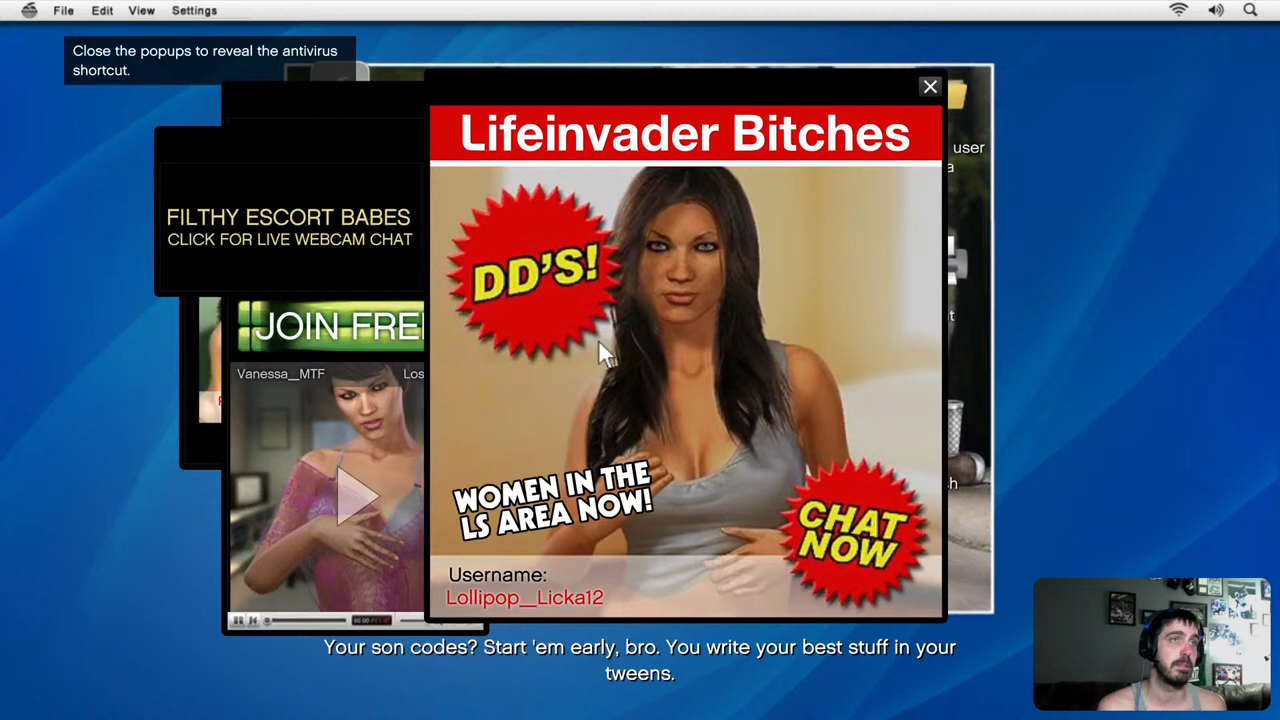 File Edit View Settings
Close the popups to reveal the antivirus
shortcut.
user
Lifeinvader Bitches
FILTHY ESCORT BABES
CLICK FOR LIVE WEBCAM CHAT
DD'S!
JOIN FREE
Vanessa_MTF Los
WOMEN IN THE
LS AREA NOW!
CHAT
NOW
Username:
Lollipop_Licka12
Your son codes? Start 'em early, bro. You write your best stuff in your
tweens.